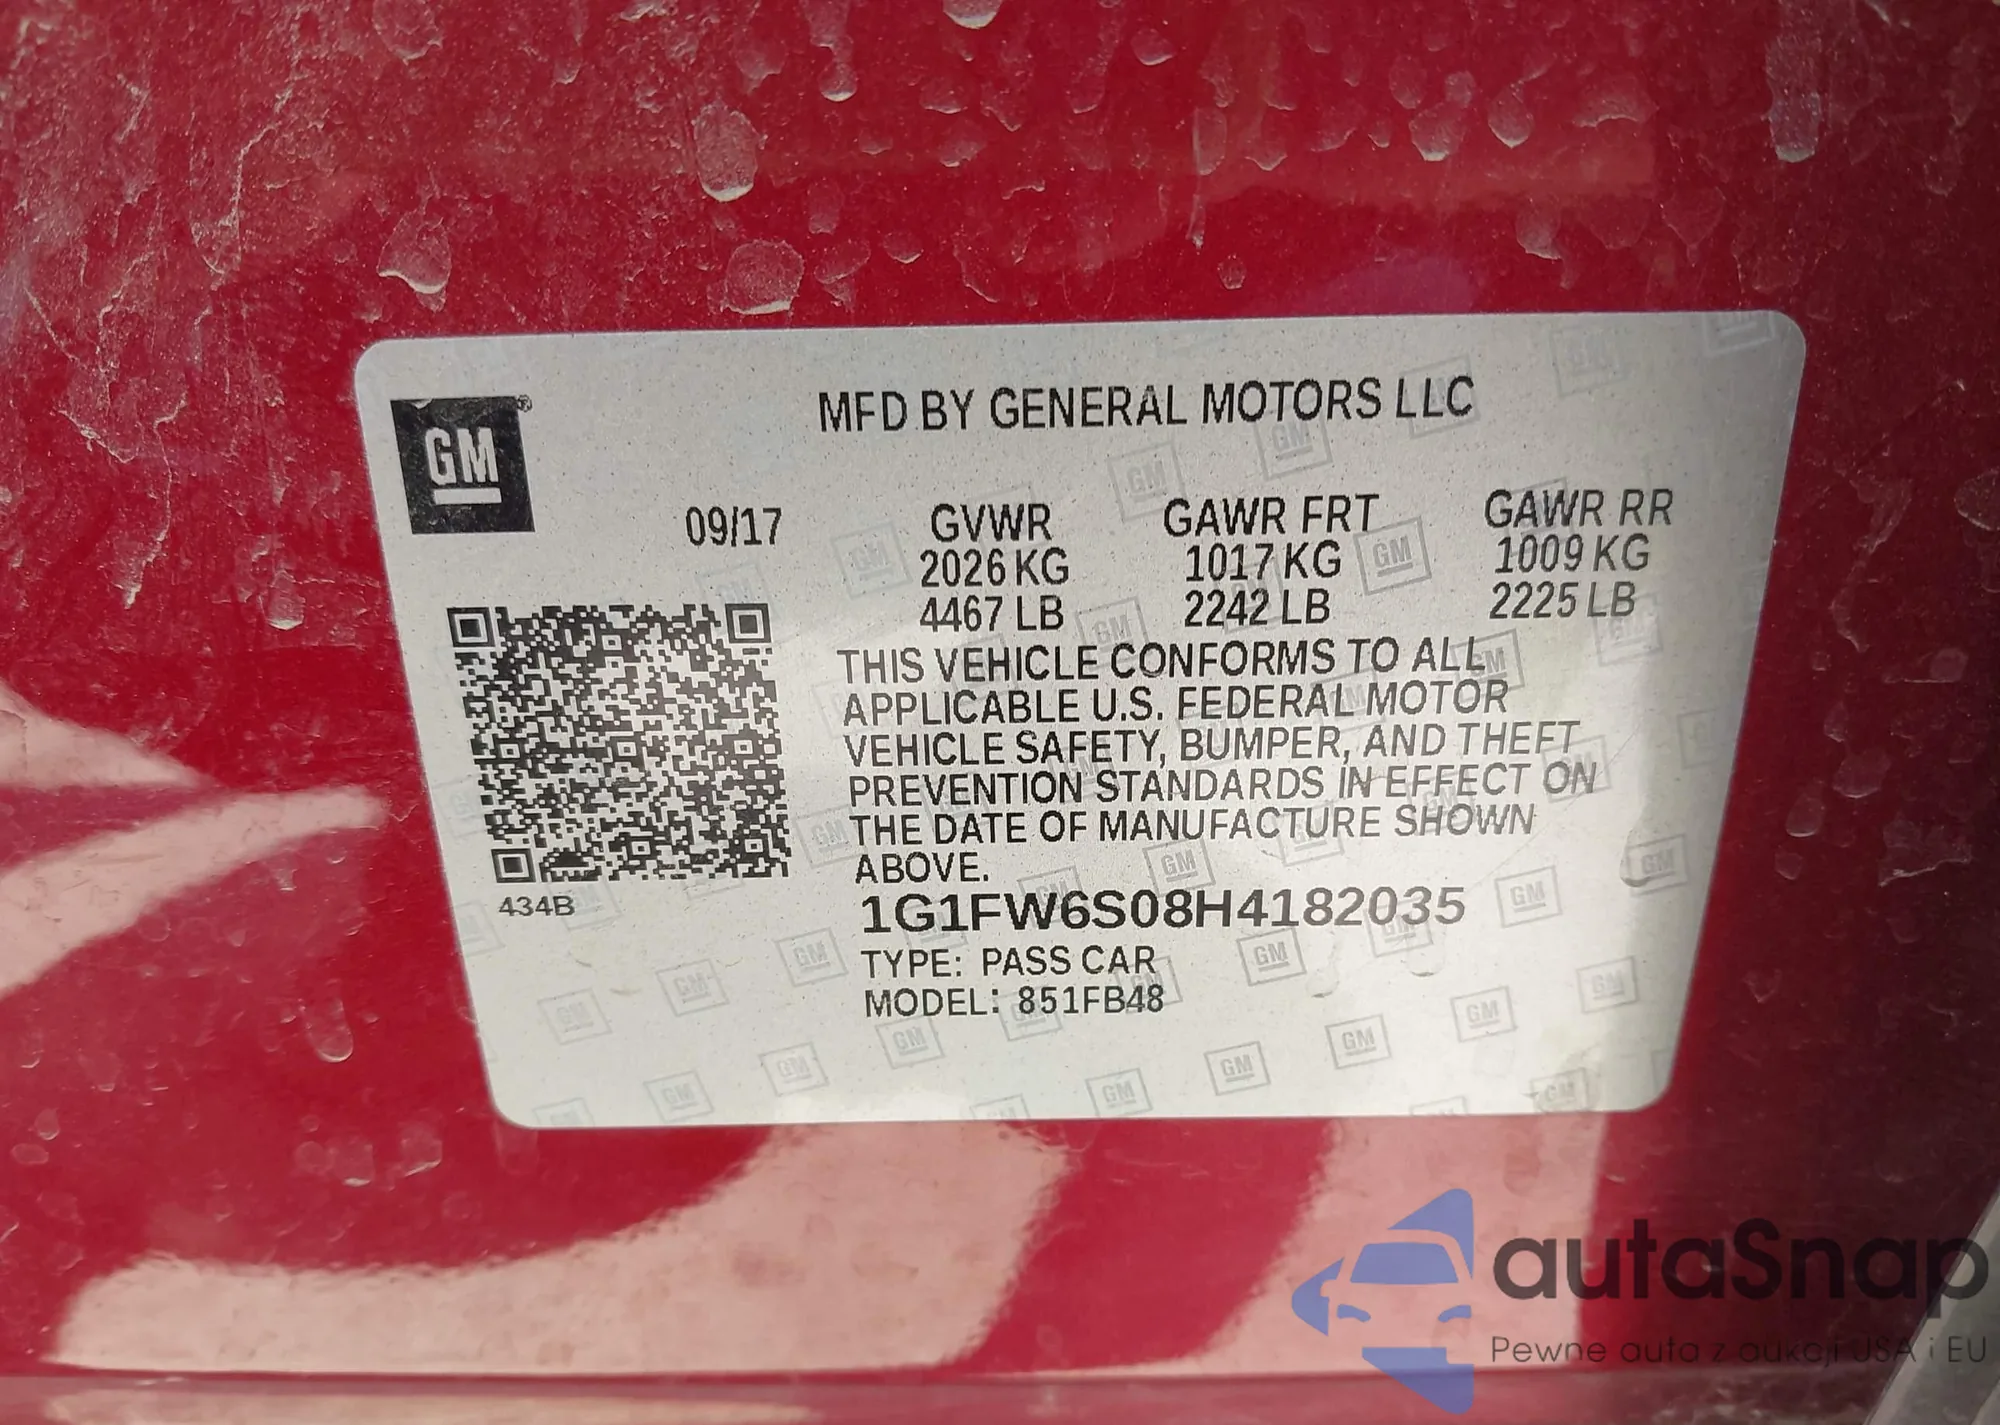 MFD BY GENERAL MOTORS LLC
GM®
09/17
GVWR GAWR FRT GAWR RR
2026 KG 1017 KG 1009 KG
4467 LB 2242 LB 2225 LB
THIS VEHICLE CONFORMS TO ALL
APPLICABLE U.S. FEDERAL MOTOR
VEHICLE SAFETY, BUMPER, AND THEFT
PREVENTION STANDARDS IN EFFECT ON
THE DATE OF MANUFACTURE SHOWN
ABOVE.
434B
1G1FW6S08H4182035
TYPE: PASS CAR
MODEL: 851FB48
autaSnap
Pewne auta z aukcji USA i EU